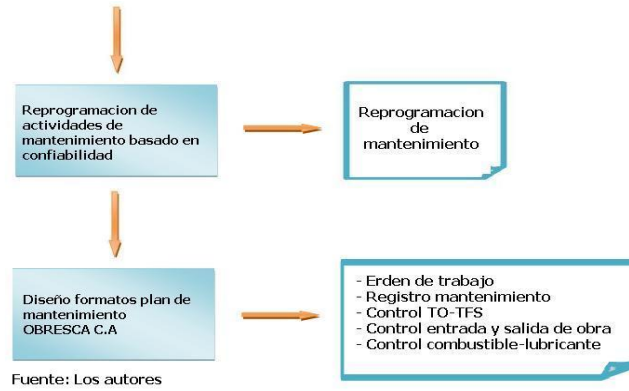 Reprogramacion de
actividades de
mantenimiento basado en
confiabilidad
Reprogramacion
de
mantenimiento
Diseño formatos plan de
mantenimiento
OBRESCA C.A
- Erden de trabajo
- Registro mantenimiento
- Control TO-TFS
- Control entrada y salida de obra
- Control combustible-lubricante
Fuente: Los autores